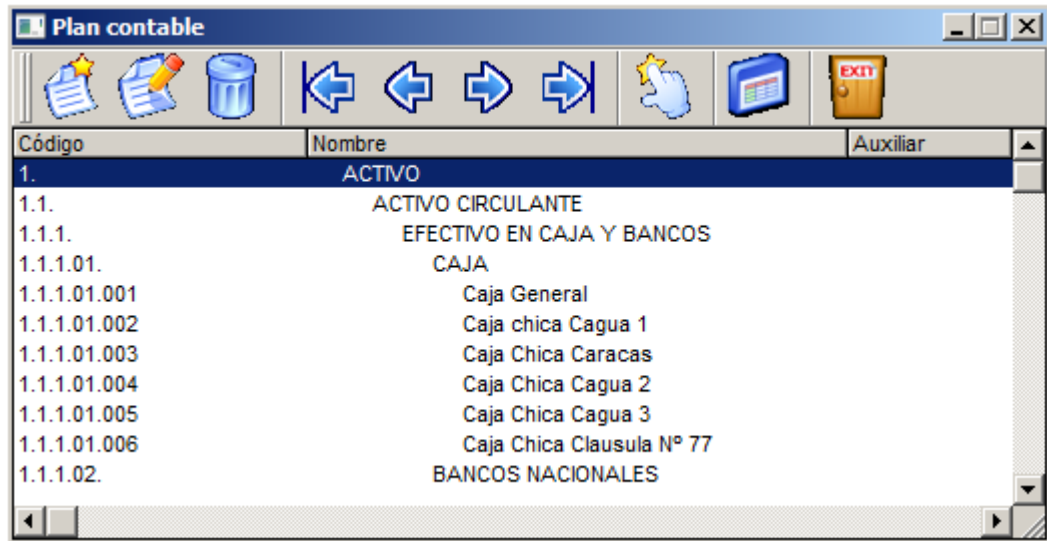 Plan contable
EXIT
Código Nombre Auxiliar
1. ACTIVO
1.1. ACTIVO CIRCULANTE
1.1.1. EFECTIVO EN CAJA Y BANCOS
1.1.1.01. CAJA
1.1.1.01.001 Caja General
1.1.1.01.002 Caja chica Cagua 1
1.1.1.01.003 Caja Chica Caracas
1.1.1.01.004 Caja Chica Cagua 2
1.1.1.01.005 Caja Chica Cagua 3
1.1.1.01.006 Caja Chica Clausula Nº 77
1.1.1.02. BANCOS NACIONALES